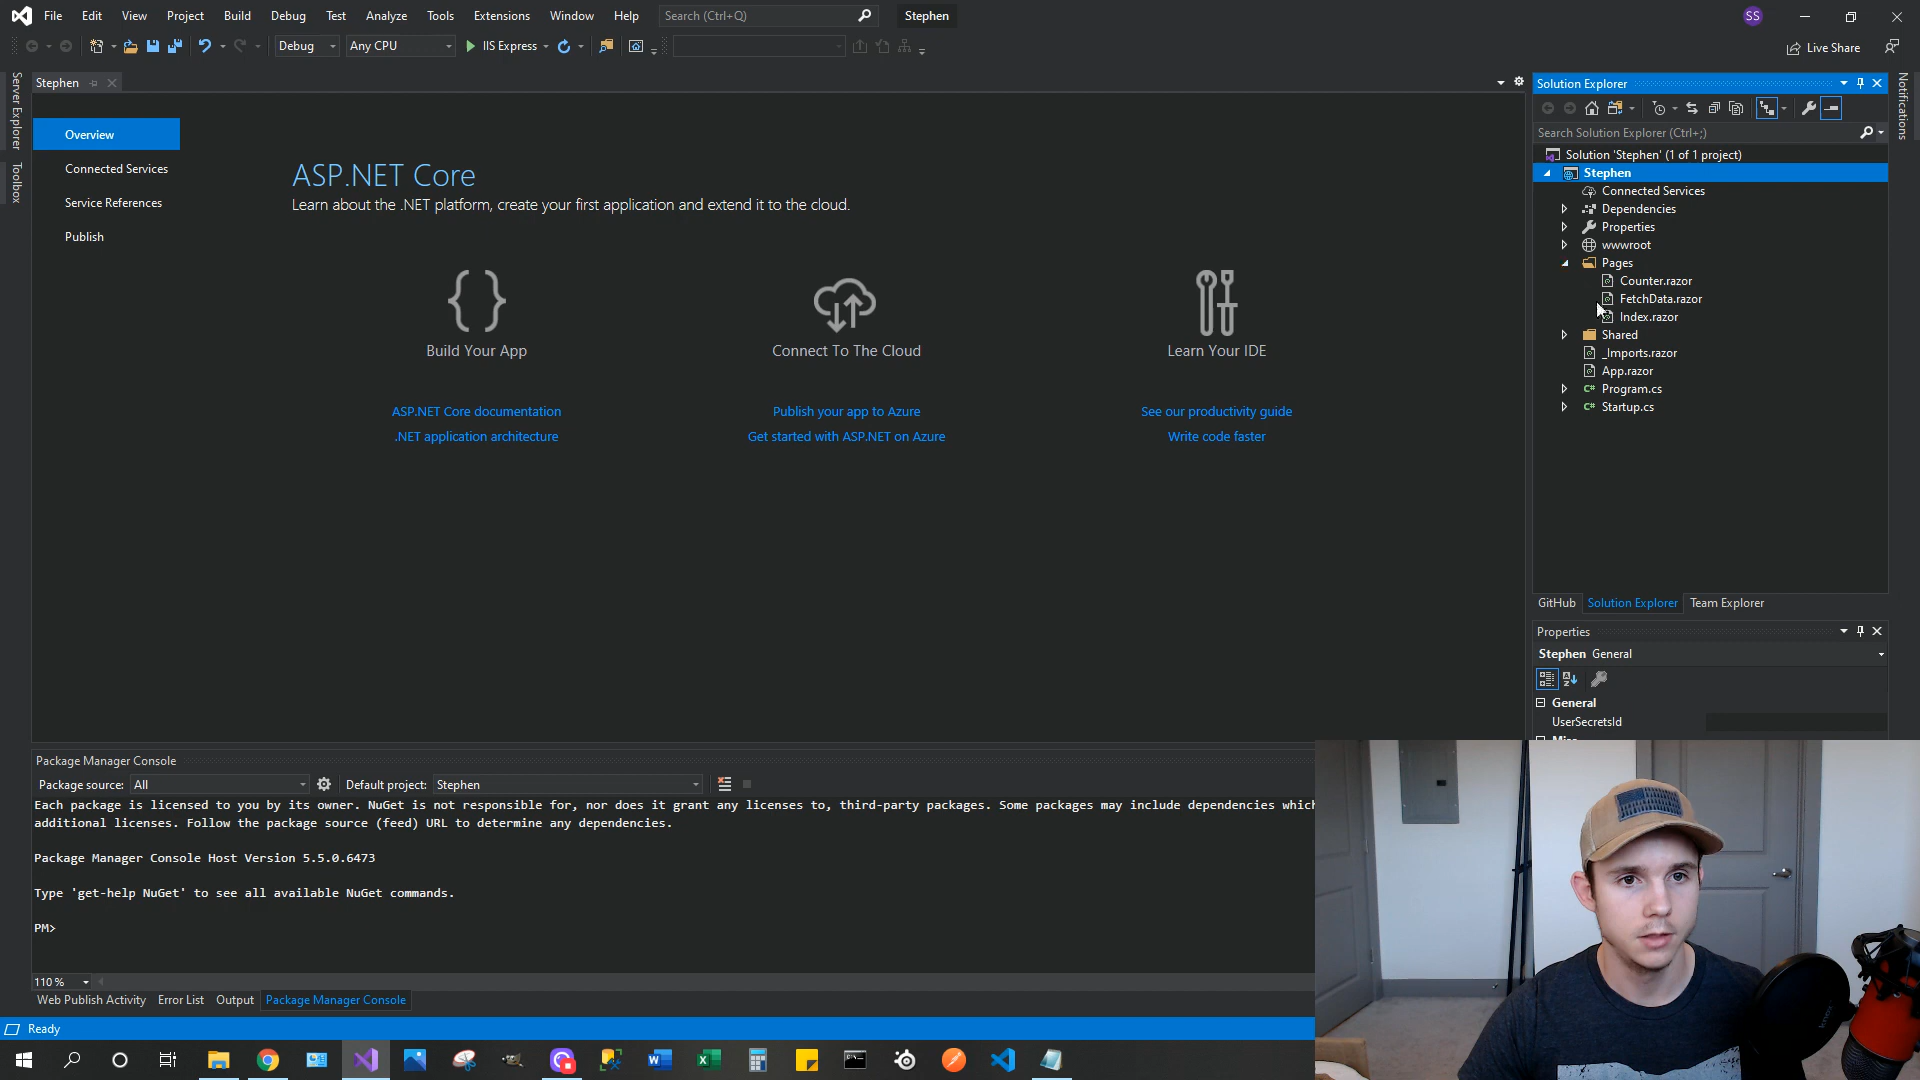 File Edit View Project Build Debug Test Analyze Tools Extensions Window Help Search (Ctrl+Q) Stephen SS
Debug Any CPU IIS Express Live Share
Server Explorer
Toolbox
Stephen
Overview
Connected Services
Service References
Publish
ASP.NET Core
Learn about the .NET platform, create your first application and extend it to the cloud.
Build Your App
ASP.NET Core documentation
.NET application architecture
Connect To The Cloud
Publish your app to Azure
Get started with ASP.NET on Azure
Learn Your IDE
See our productivity guide
Write code faster
Solution Explorer
Search Solution Explorer (Ctrl+;)
Solution 'Stephen' (1 of 1 project)
Stephen
Connected Services
Dependencies
Properties
wwwroot
Pages
Counter.razor
FetchData.razor
Index.razor
Shared
_Imports.razor
App.razor
C# Program.cs
C# Startup.cs
GitHub Solution Explorer Team Explorer
Notifications
Properties
Stephen General
General
UserSecretsId
Package Manager Console
Package source: All Default project: Stephen
Each package is licensed to you by its owner. NuGet is not responsible for, nor does it grant any licenses to, third-party packages. Some packages may include dependencies which
additional licenses. Follow the package source (feed) URL to determine any dependencies.
Package Manager Console Host Version 5.5.0.6473
Type 'get-help NuGet' to see all available NuGet commands.
PM>
110 %
Web Publish Activity Error List Output Package Manager Console
Ready